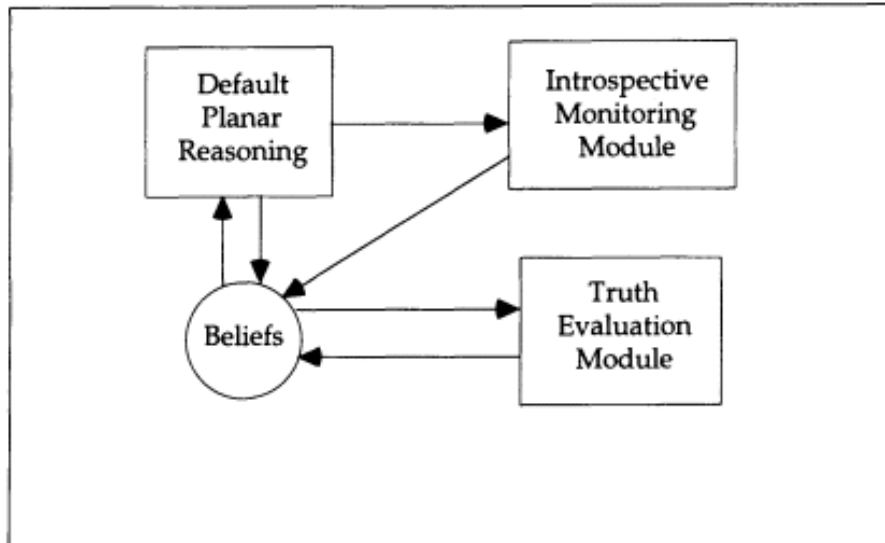 Default
Planar
Reasoning
Introspective
Monitoring
Module
Beliefs
Truth
Evaluation
Module